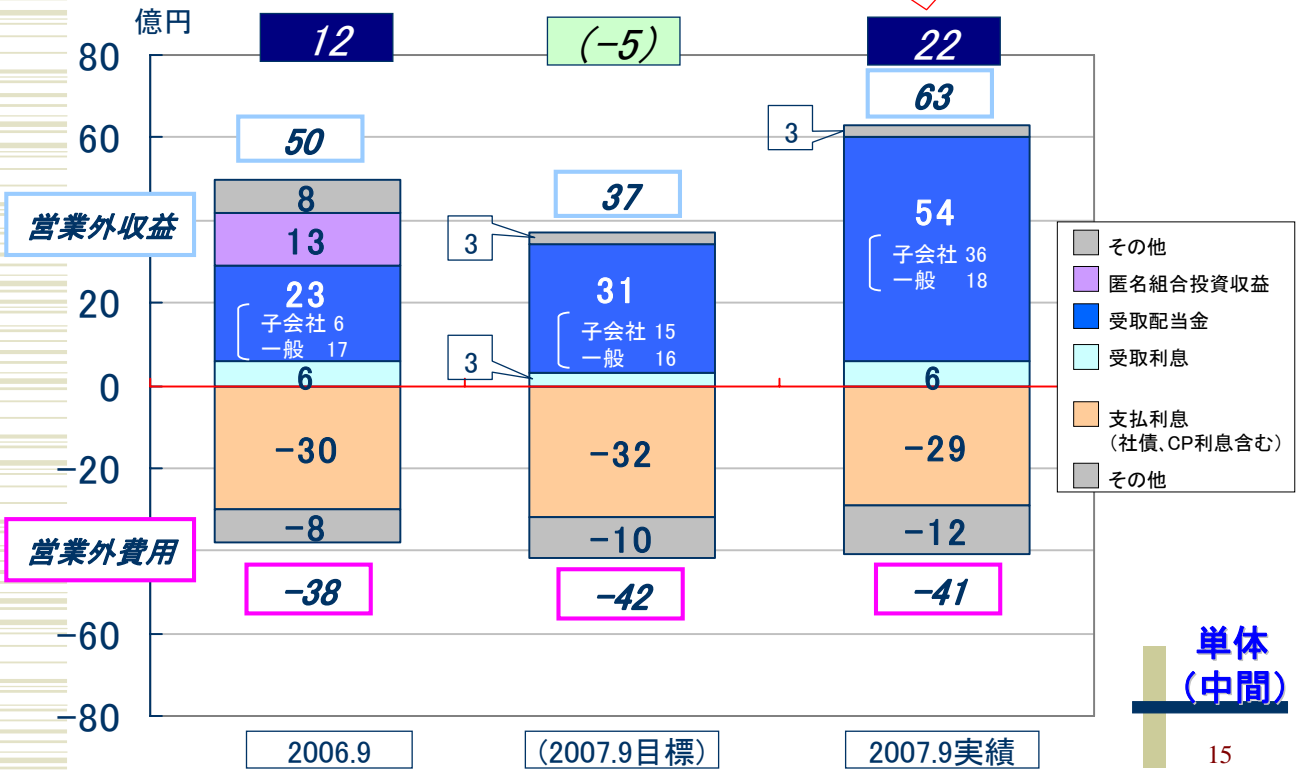 億円
12
(-5)
22
80
60
20
0
-20
-60
-80
50
37
63
営業外収益
営業外費用
8
13
23
子会社 6
一般 17
6
-30
-8
-38
3
31
子会社 15
一般 16
3
-32
-10
-42
3
54
子会社 36
一般 18
6
-29
-12
-41
その他
匿名組合投資収益
受取配当金
受取利息
支払利息
(社債、CP利息含む)
その他
2006.9
(2007.9目標)
2007.9実績
単体
(中間)
15